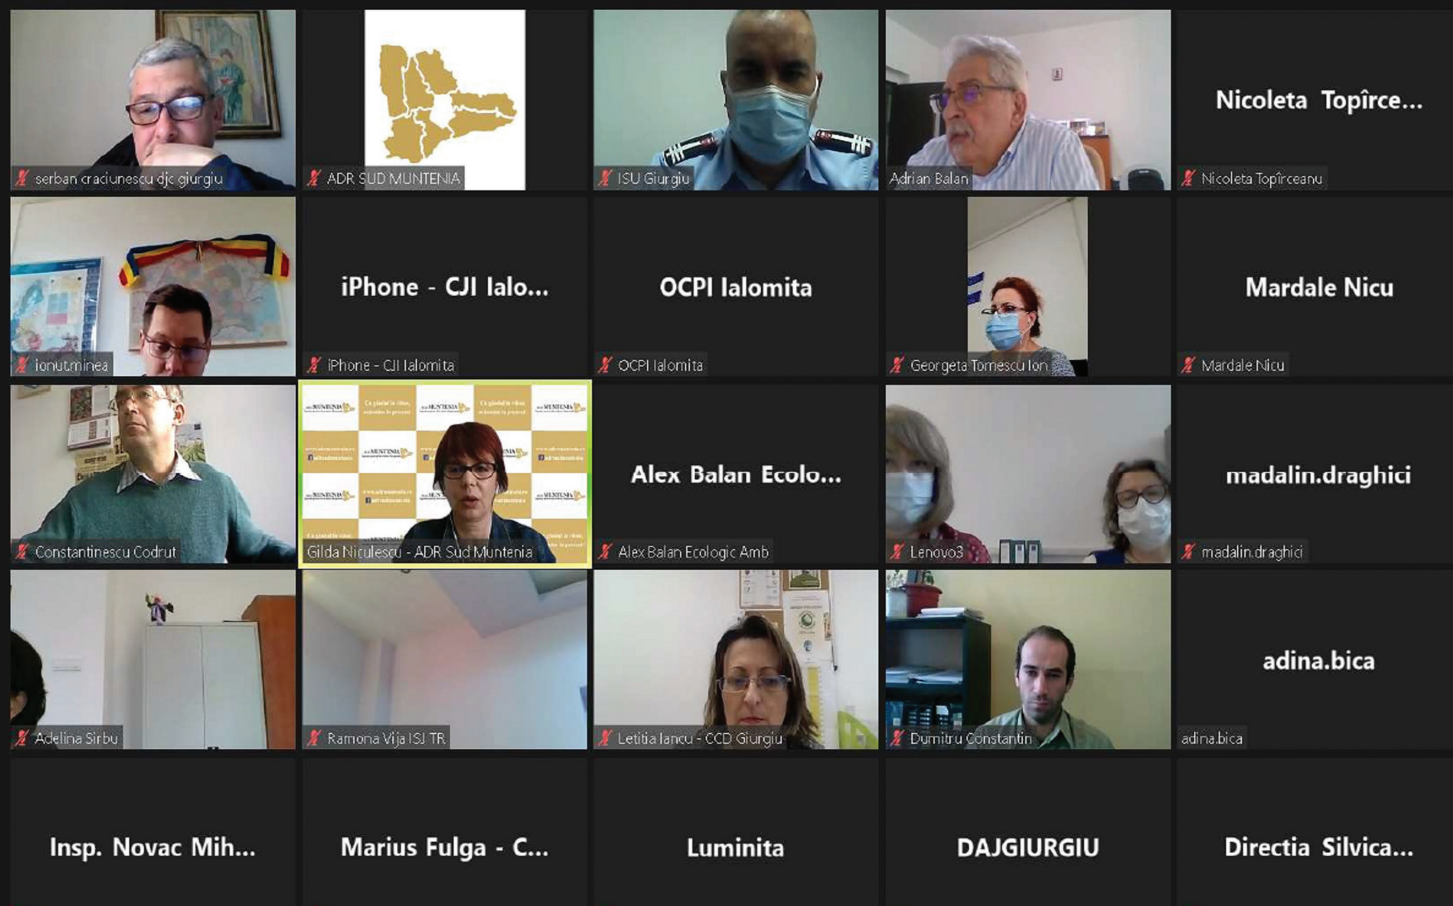 serban craciunescu djc giurgiu
ADR SUD MUNTENIA
ISU Giurgiu
Adrian Balan
Nicoleta Topîrce...
Nicoleta Topîrceanu
ionut.minea
iPhone - CJI Ialo...
iPhone - CJI Ialomita
OCPI Ialomita
OCPI Ialomita
Georgeta Tomescu Ion
Mardale Nicu
Mardale Nicu
Constantinescu Codrut
MUNTENIA
Gilda Niculescu - ADR Sud Muntenia
Alex Balan Ecolo...
Alex Balan Ecologic Amb
Lenovo3
madalin.draghici
madalin.draghici
Adelina Sirbu
Ramona Vija ISJ TR
Letitia Iancu - CCD Giurgiu
Dumitru Constantin
adina.bica
adina.bica
Insp. Novac Mih...
Marius Fulga - C...
Luminita
DAJGIURGIU
Directia Silvica...